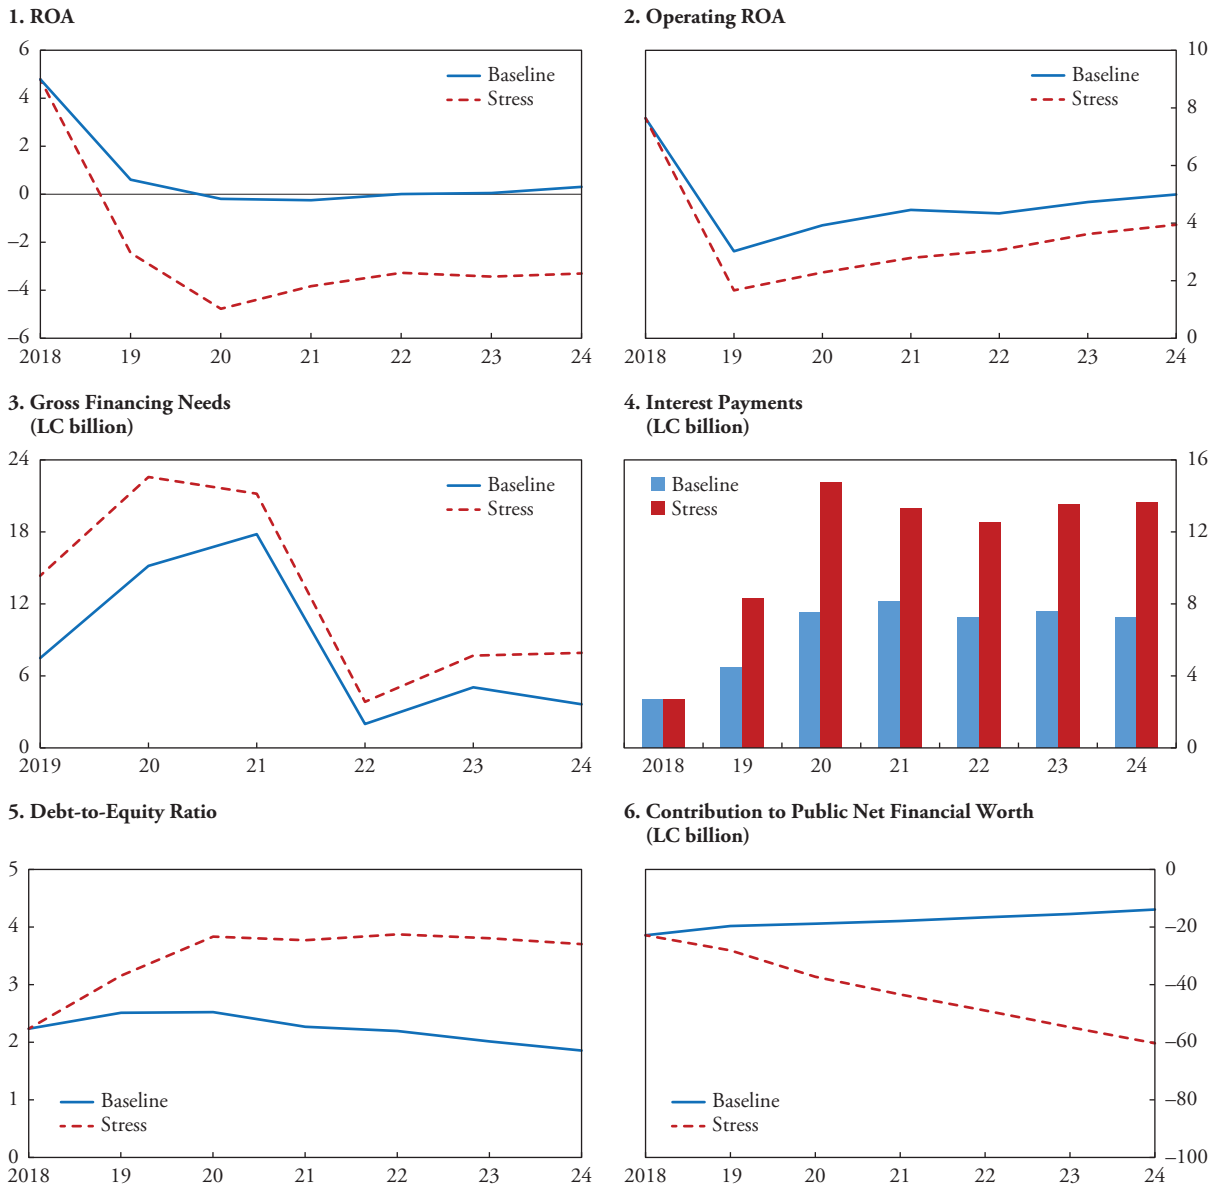 1. ROA
6
4
2
0
–2
–4
–6
Baseline
Stress
2018 19 20 21 22 23 24
2. Operating ROA
10
8
6
4
2
0
Baseline
Stress
2018 19 20 21 22 23 24
3. Gross Financing Needs
(LC billion)
24
18
12
6
0
Baseline
Stress
2019 20 21 22 23 24
4. Interest Payments
(LC billion)
16
12
8
4
0
Baseline
Stress
2018 19 20 21 22 23 24
5. Debt-to-Equity Ratio
5
4
3
2
1
0
Baseline
Stress
2018 19 20 21 22 23 24
6. Contribution to Public Net Financial Worth
(LC billion)
0
–20
–40
–60
–80
–100
Baseline
Stress
2018 19 20 21 22 23 24